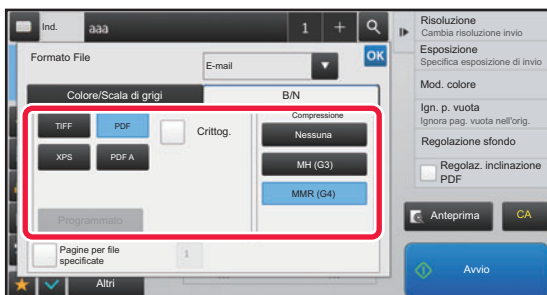 Ind.
aaa
1
Formato File
E-mail
OK
Colore/Scala di grigi
B/N
TIFF
PDF
Crittog.
XPS
PDF A
Programmato
Compressione
Nessuna
MH (G3)
MMR (G4)
Pagine per file
specificate
1
Altri
Risoluzione
Cambia risoluzione invio
Esposizione
Specifica esposizione di invio
Mod. colore
Ign. p. vuota
Ignora pag. vuota nell'orig.
Regolazione sfondo
Regolaz. inclinazione
PDF
Anteprima
CA
Avvio